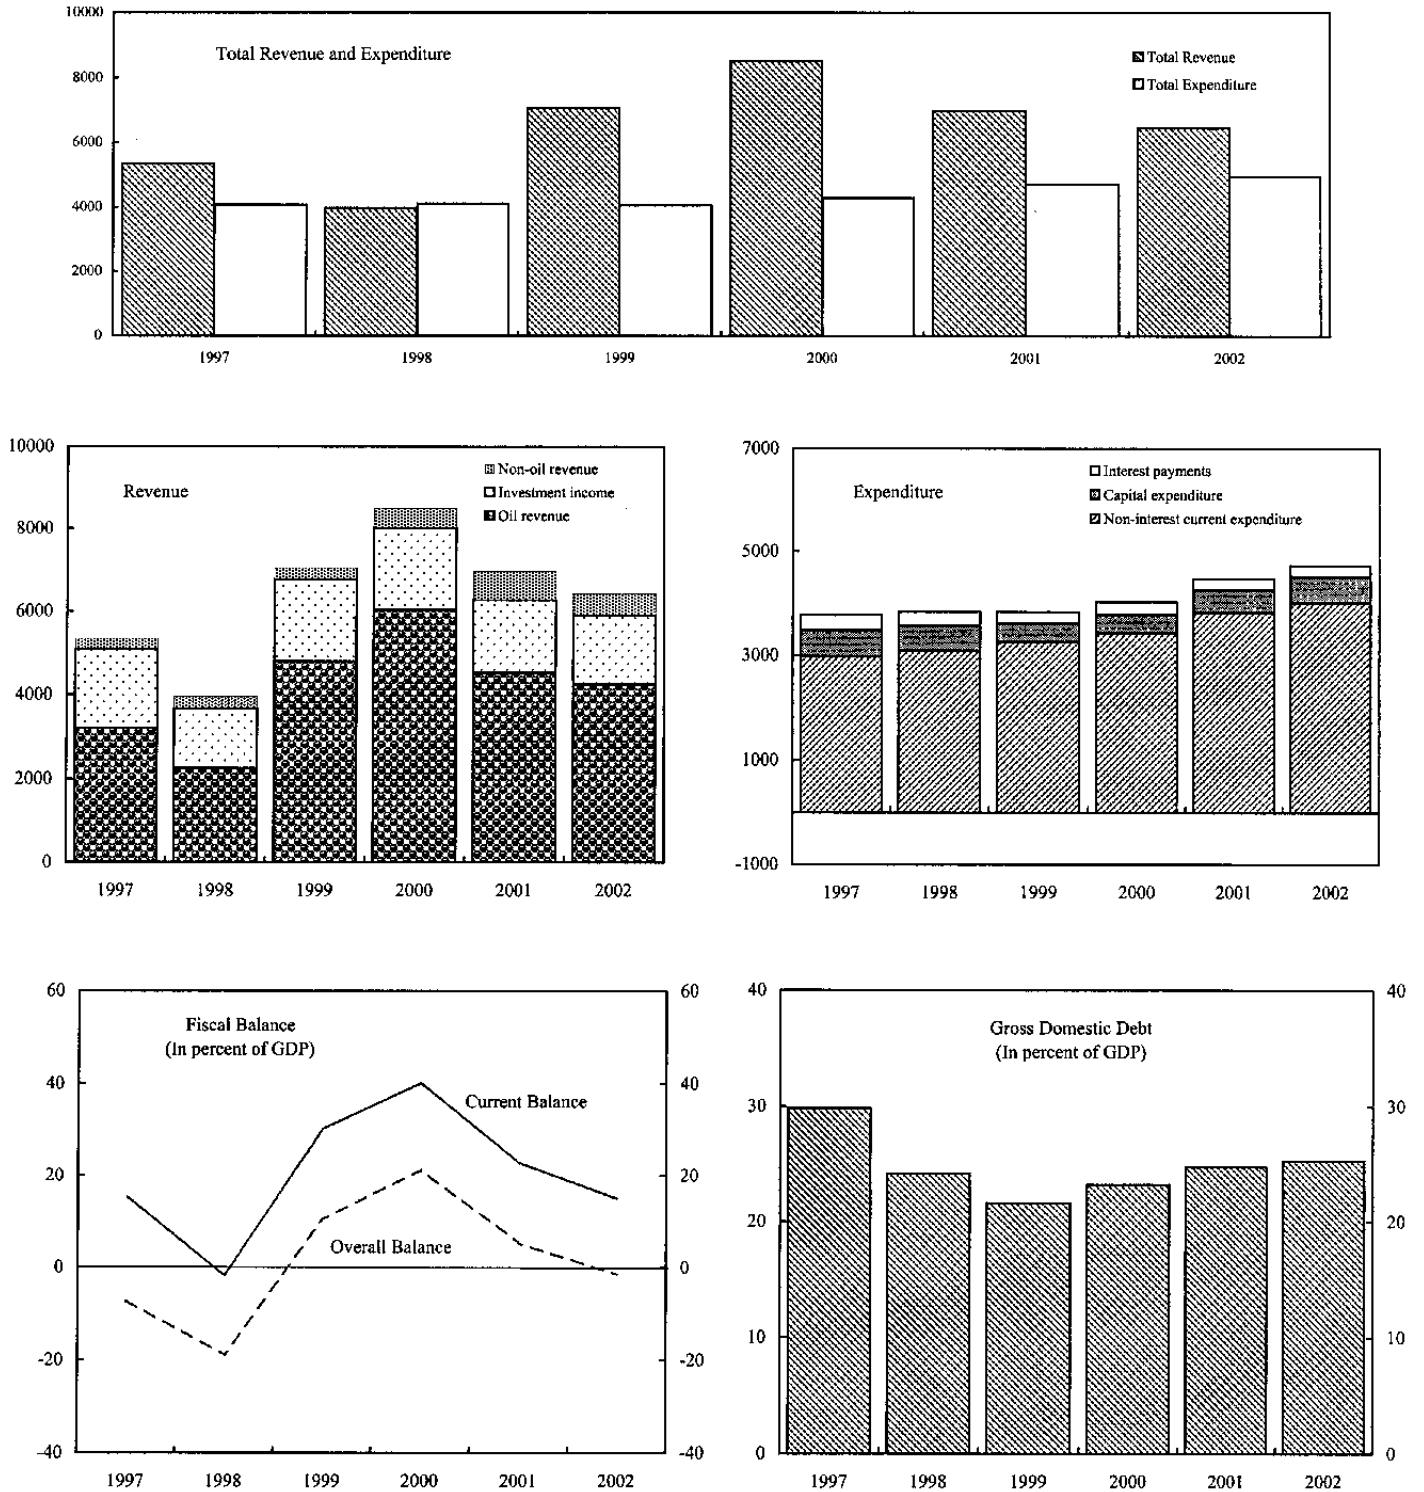 Total Revenue and Expenditure
Total Revenue
Total Expenditure
10000
8000
6000
4000
2000
0
1997 1998 1999 2000 2001 2002
Revenue
Non-oil revenue
Investment income
Oil revenue
10000
8000
6000
4000
2000
0
1997 1998 1999 2000 2001 2002
Expenditure
Interest payments
Capital expenditure
Non-interest current expenditure
7000
5000
3000
1000
-1000
1997 1998 1999 2000 2001 2002
Fiscal Balance
(In percent of GDP)
Current Balance
Overall Balance
60 60
40 40
20 20
0 0
-20 -20
-40 -40
1997 1998 1999 2000 2001 2002
Gross Domestic Debt
(In percent of GDP)
40 40
30 30
20 20
10 10
0 0
1997 1998 1999 2000 2001 2002